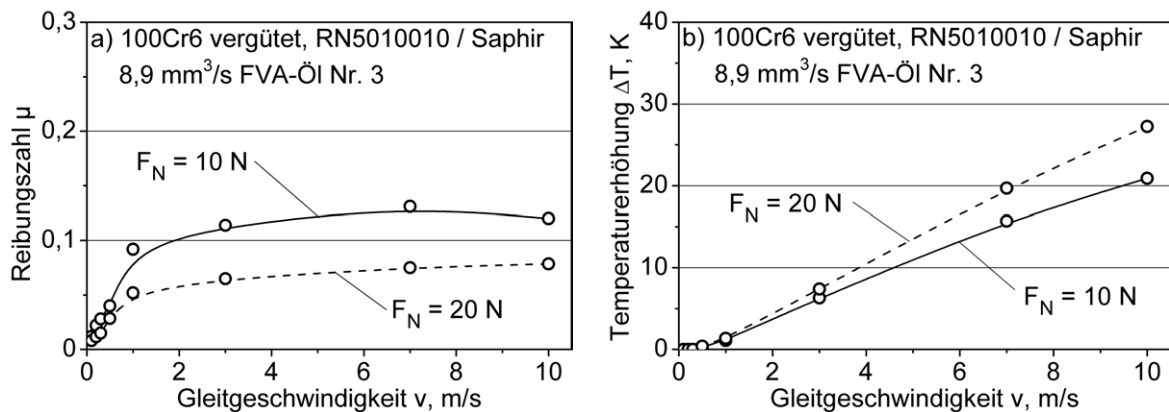 a) 100Cr6 vergütet, RN5010010 / Saphir
8,9 mm³/s FVA-Öl Nr. 3
Reibungszahl µ
0,3
0,2
0,1
0
F_N = 10 N
F_N = 20 N
0 2 4 6 8 10
Gleitgeschwindigkeit v, m/s
b) 100Cr6 vergütet, RN5010010 / Saphir
8,9 mm³/s FVA-Öl Nr. 3
Temperaturerhöhung ΔT, K
40
30
20
10
0
F_N = 20 N
F_N = 10 N
0 2 4 6 8 10
Gleitgeschwindigkeit v, m/s